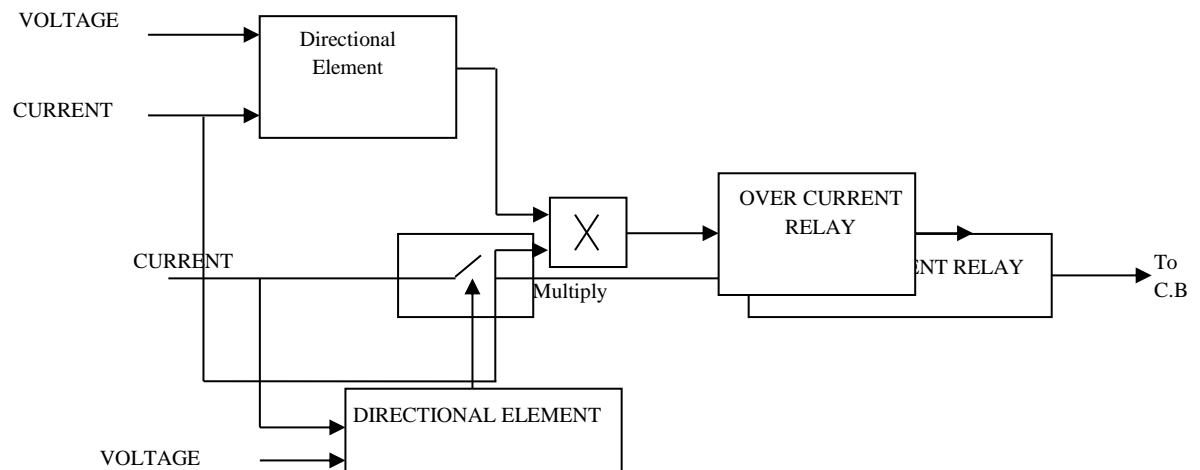 VOLTAGE
Directional
Element
CURRENT
OVER CURRENT
RELAY
CURRENT
ENT RELAY
To
C.B
Multiply
DIRECTIONAL ELEMENT
VOLTAGE